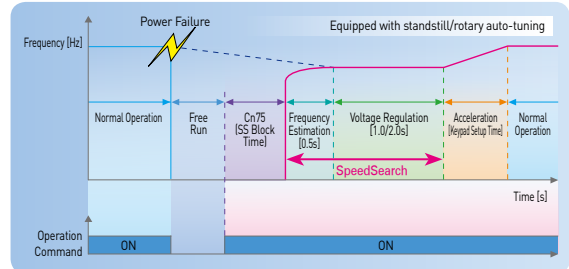 Power Failure
Equipped with standstill/rotary auto-tuning
Frequency [Hz]
Normal Operation
Free
Run
Cn75
[SS Block
Time]
Frequency
Estimation
[0.5s]
Voltage Regulation
[1.0/2.0s]
Acceleration
[Keypad Setup Time]
Normal
Operation
SpeedSearch
Time [s]
Operation
Command
ON
ON